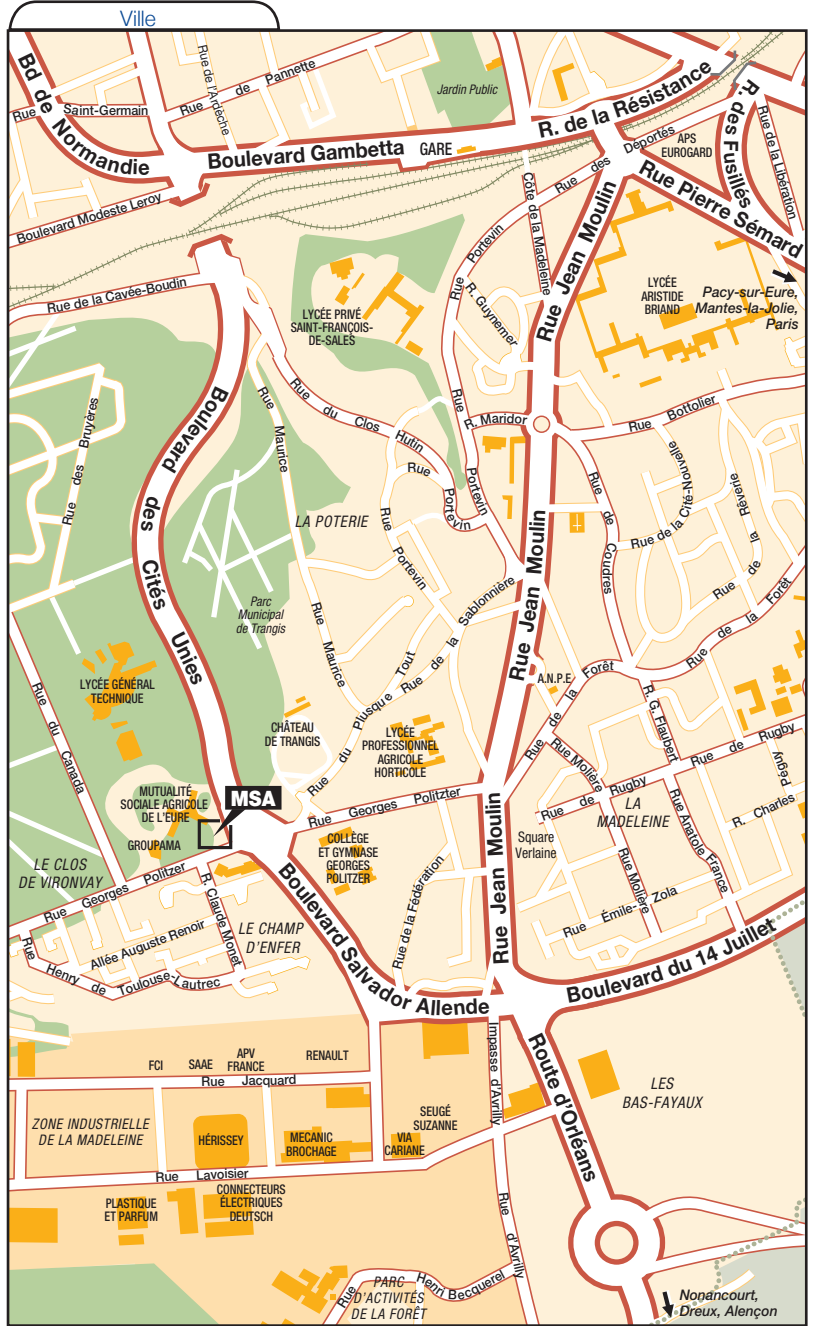 Ville
Bd de Normandie
Rue Saint-Germain
Rue de l'Ardèche
Rue de Pannette
Jardin Public
Boulevard Gambetta
GARE
R. de la Résistance
R. des Fusillés
Rue de la Libération
Rue des Deportés
APS
EUROGARD
Rue Pierre Sémard
Boulevard Modeste Leroy
Côte de la Madeleine
Rue Portevin
R. Guynemer
Rue Jean Moulin
LYCÉE
ARISTIDE
BRIAND
Pacy-sur-Eure,
Mantes-la-Jolie,
Paris
Rue de la Cavée-Boudin
LYCÉE PRIVÉ
SAINT-FRANÇOIS-
DE-SALES
Boulevard des Cités Unies
Rue des Bruyères
Rue Maurice
Rue du Clos Hutin
Rue Portevin
R. Maridor
Rue Portevin
Rue Bottolier
Rue de la Cité-Nouvelle
Rue de la Rêverie
Rue de Coudres
LA POTERIE
Rue Portevin
Rue Jean Moulin
Parc
Municipal
de Trangis
Rue Maurice
Rue du Plusque Tout
Rue de la Sablonnière
Rue de la Forêt
A.N.P.E.
Rue de la Forêt
LYCÉE GÉNÉRAL
TECHNIQUE
Rue du Canada
CHÂTEAU
DE TRANGIS
LYCÉE
PROFESSIONNEL
AGRICOLE
HORTICOLE
R. G. Flaubert
Rue de Rugby
Rue Molière
Rue de Rugby
R. Charles Péguy
MUTUALITÉ
SOCIALE AGRICOLE
DE L'EURE
MSA
GROUPAMA
Rue Georges Politzter
COLLÈGE
ET GYMNASE
GEORGES
POLITZER
Square
Verlaine
LA
MADELEINE
Rue Anatole France
Rue Molière
Rue Émile-Zola
LE CLOS
DE VIRONVAY
Rue Georges Politzer
R. Claude Monet
Allée Auguste Renoir
Rue Henry de Toulouse-Lautrec
LE CHAMP
D'ENFER
Rue de la Fédération
Rue Jean Moulin
Boulevard Salvador Allende
Boulevard du 14 Juillet
Impasse d'Avrilly
Route d'Orléans
LES
BAS-FAYAUX
FCI
SAAE
APV
FRANCE
RENAULT
Rue Jacquard
ZONE INDUSTRIELLE
DE LA MADELEINE
HÉRISSEY
MECANIC
BROCHAGE
SEUGÉ
SUZANNE
VIA
CARIANE
Rue Lavoisier
PLASTIQUE
ET PARFUM
CONNECTEURS
ÉLECTRIQUES
DEUTSCH
Rue d'Avrilly
Rue Henri Becquerel
PARC
D'ACTIVITÉS
DE LA FORÊT
Nonancourt,
Dreux, Alençon